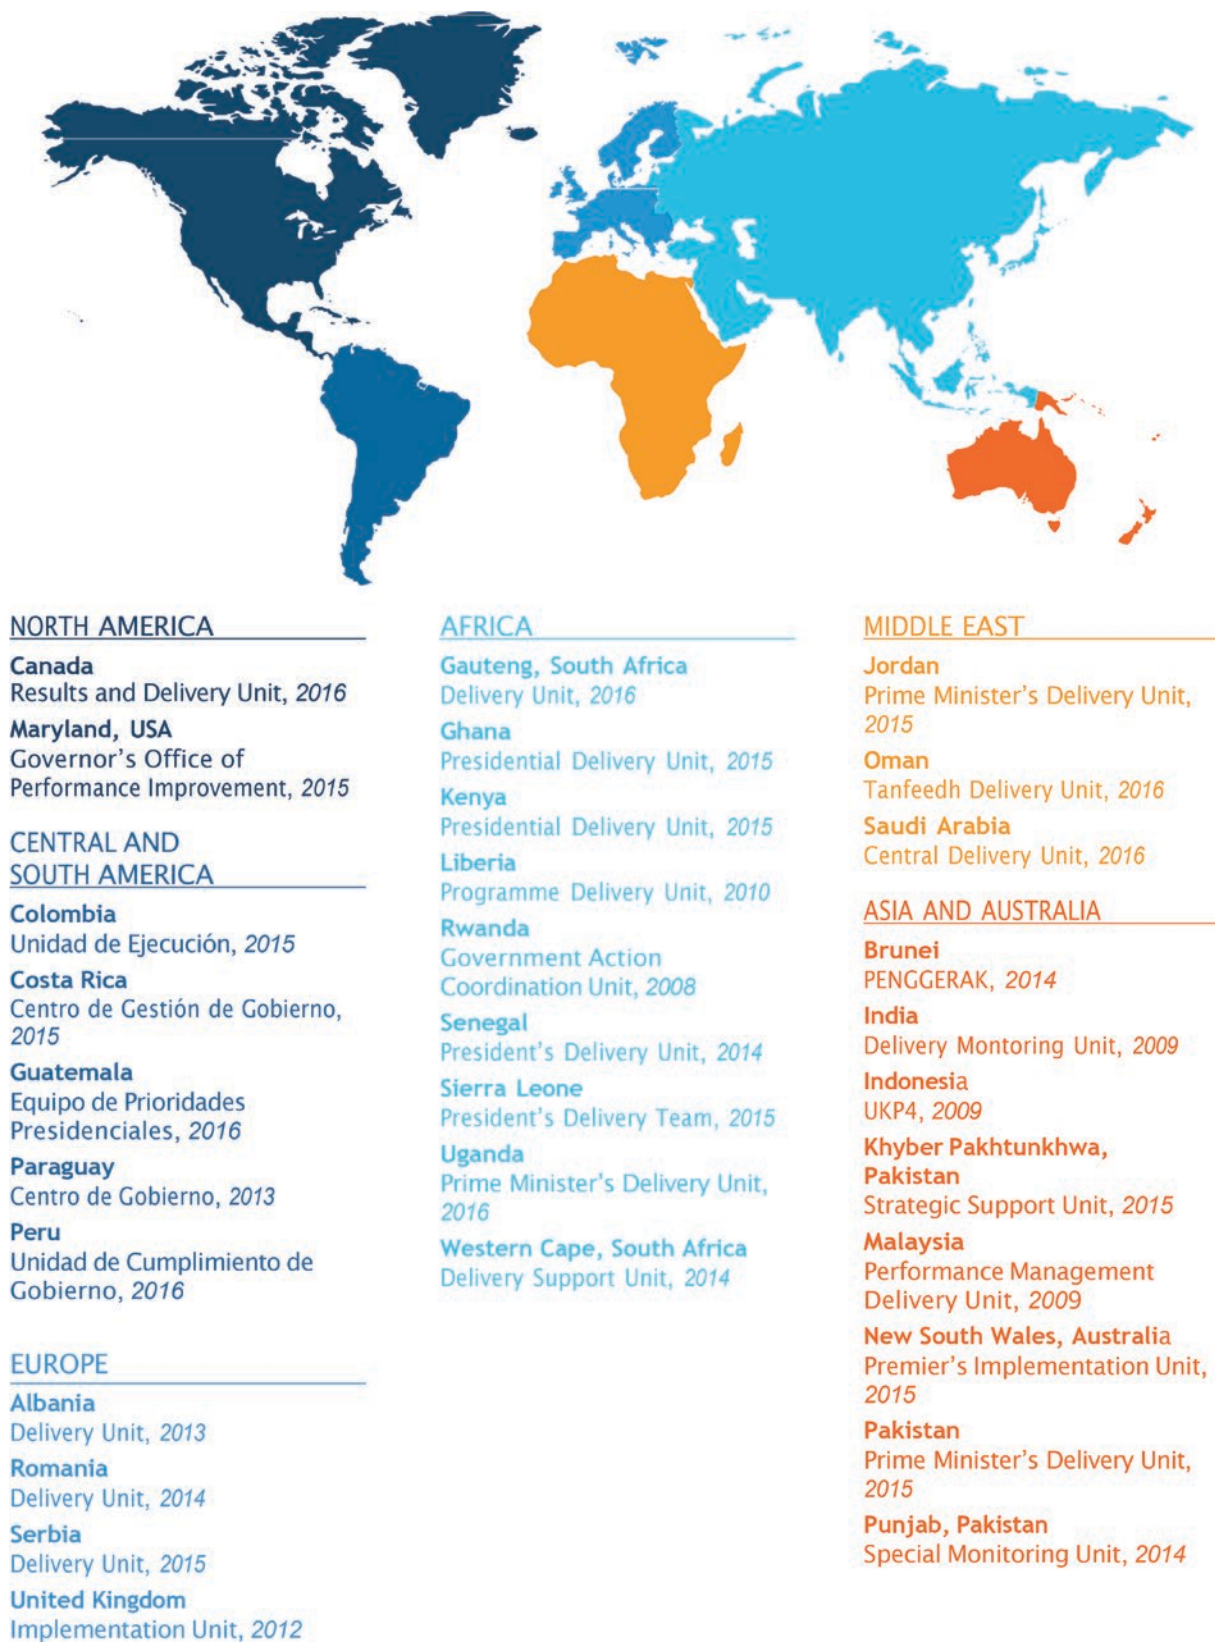 NORTH AMERICA
Canada
Results and Delivery Unit, 2016
Maryland, USA
Governor's Office of
Performance Improvement, 2015
CENTRAL AND
SOUTH AMERICA
Colombia
Unidad de Ejecución, 2015
Costa Rica
Centro de Gestión de Gobierno,
2015
Guatemala
Equipo de Prioridades
Presidenciales, 2016
Paraguay
Centro de Gobierno, 2013
Peru
Unidad de Cumplimiento de
Gobierno, 2016
EUROPE
Albania
Delivery Unit, 2013
Romania
Delivery Unit, 2014
Serbia
Delivery Unit, 2015
United Kingdom
Implementation Unit, 2012
AFRICA
Gauteng, South Africa
Delivery Unit, 2016
Ghana
Presidential Delivery Unit, 2015
Kenya
Presidential Delivery Unit, 2015
Liberia
Programme Delivery Unit, 2010
Rwanda
Government Action
Coordination Unit, 2008
Senegal
President's Delivery Unit, 2014
Sierra Leone
President's Delivery Team, 2015
Uganda
Prime Minister's Delivery Unit,
2016
Western Cape, South Africa
Delivery Support Unit, 2014
MIDDLE EAST
Jordan
Prime Minister's Delivery Unit,
2015
Oman
Tanfeedh Delivery Unit, 2016
Saudi Arabia
Central Delivery Unit, 2016
ASIA AND AUSTRALIA
Brunei
PENGGERAK, 2014
India
Delivery Montoring Unit, 2009
Indonesia
UKP4, 2009
Khyber Pakhtunkhwa,
Pakistan
Strategic Support Unit, 2015
Malaysia
Performance Management
Delivery Unit, 2009
New South Wales, Australia
Premier's Implementation Unit,
2015
Pakistan
Prime Minister's Delivery Unit,
2015
Punjab, Pakistan
Special Monitoring Unit, 2014